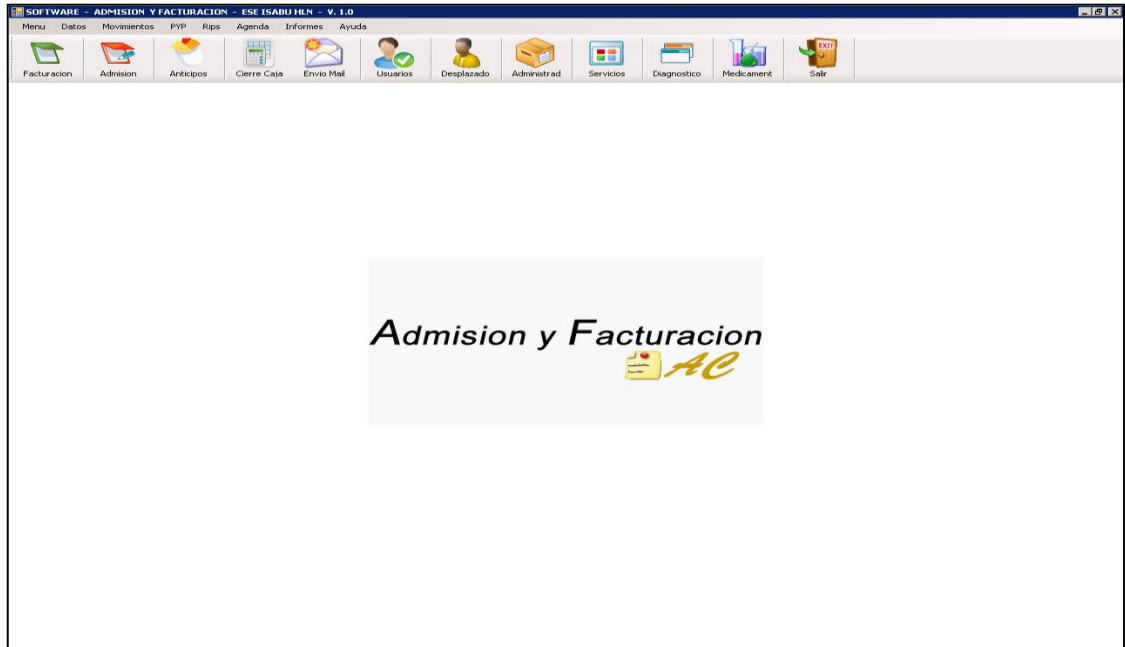 SOFTWARE - ADMISION Y FACTURACION - ESE ISABU HLN - V. 1.0
Menu Datos Movimientos PYP Rips Agenda Informes Ayuda
Facturacion Admision Anticipos Cierre Caja Envio Mail Usuarios Desplazado Administrad Servicios Diagnostico Medicament Salir
EXIT
Admision y Facturacion
AC